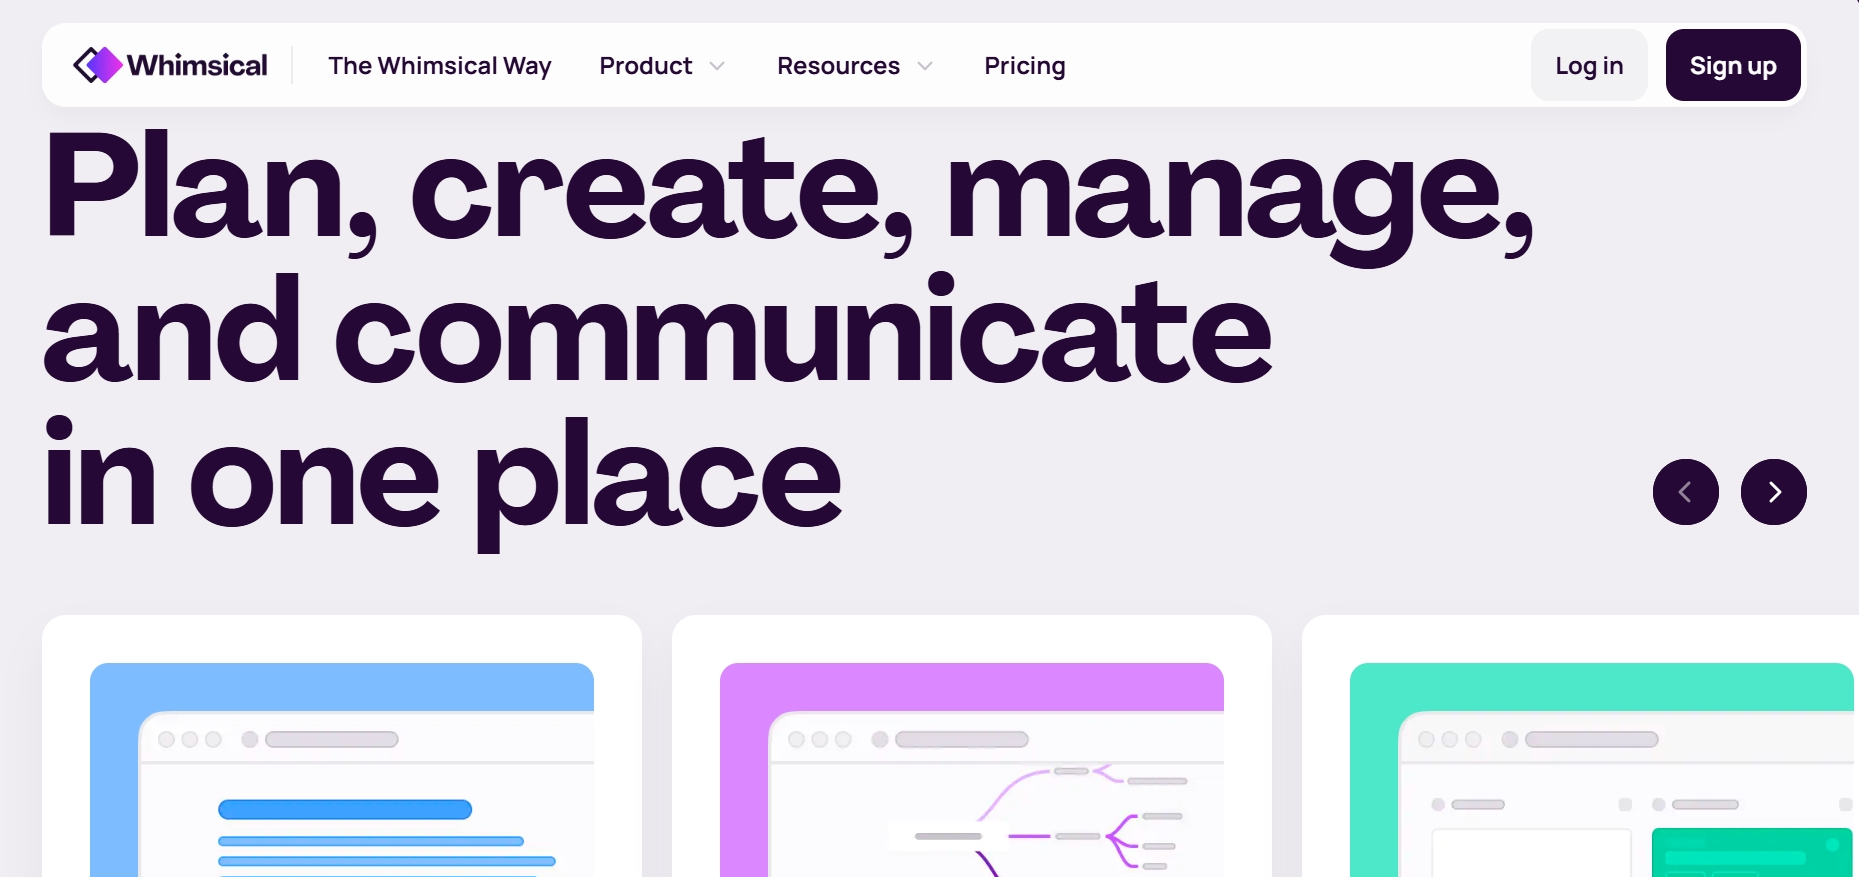 Whimsical
The Whimsical Way
Product
Resources
Pricing
Log in
Sign up
Plan, create, manage,
and communicate
in one place